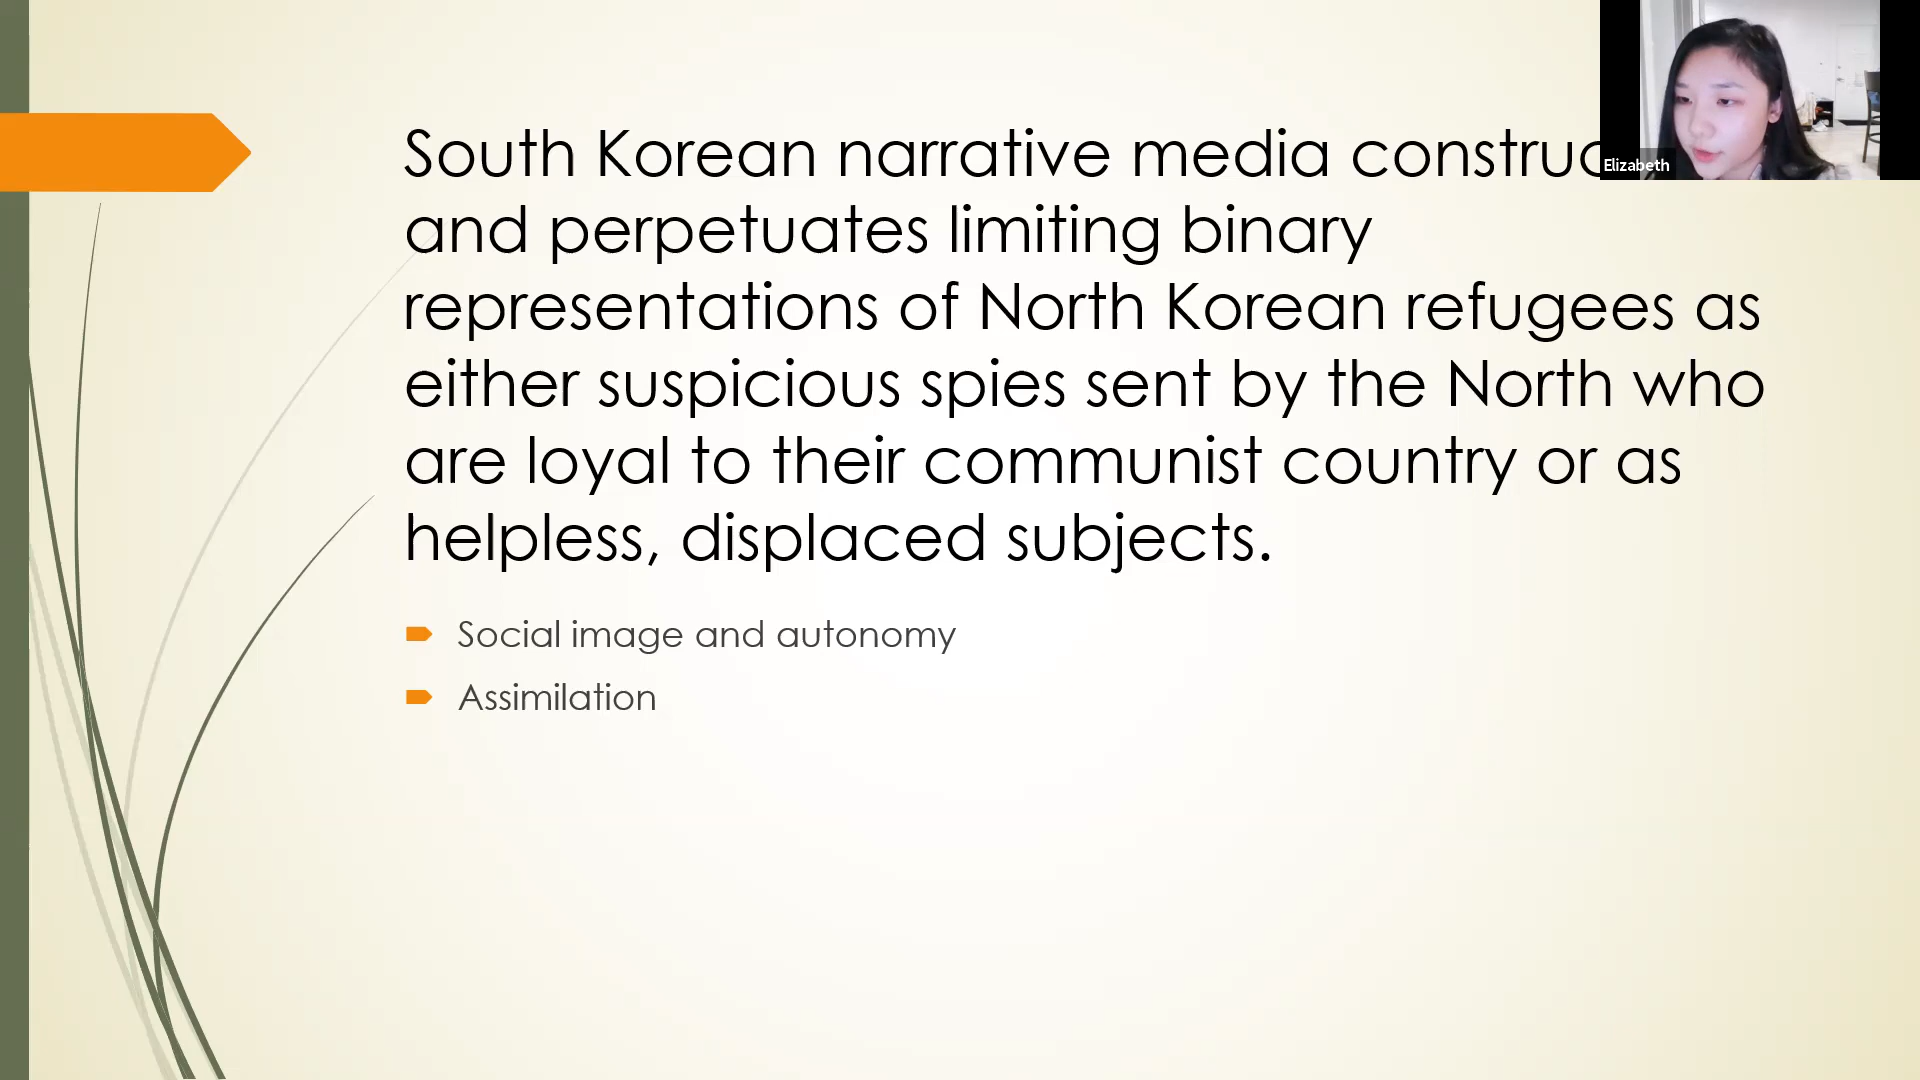 South Korean narrative media
and perpetuates limiting binary
representations of North Korean refugees as
either suspicious spies sent by the North who
are loyal to their communist country or as
helpless, displaced subjects.
Social image and autonomy
Assimilation
Elizabeth